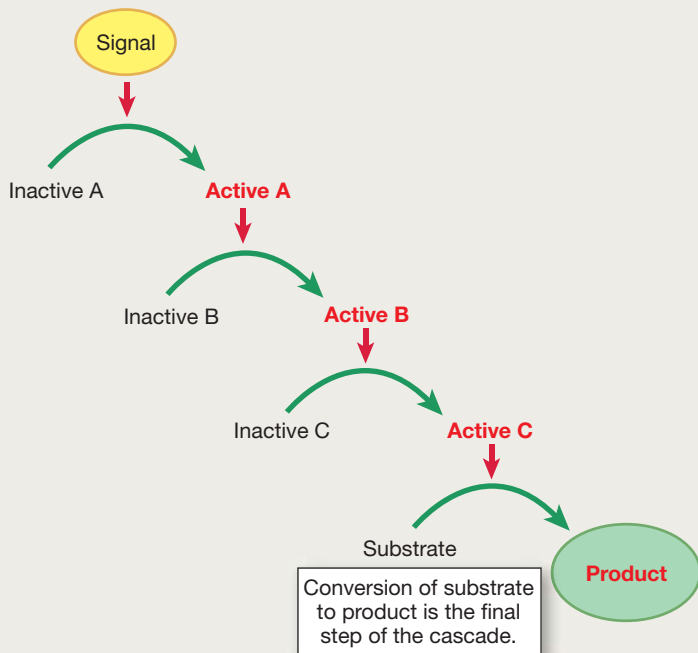 Signal
Inactive A
Active A
Inactive B
Active B
Inactive C
Active C
Substrate
Product
Conversion of substrate
to product is the final
step of the cascade.